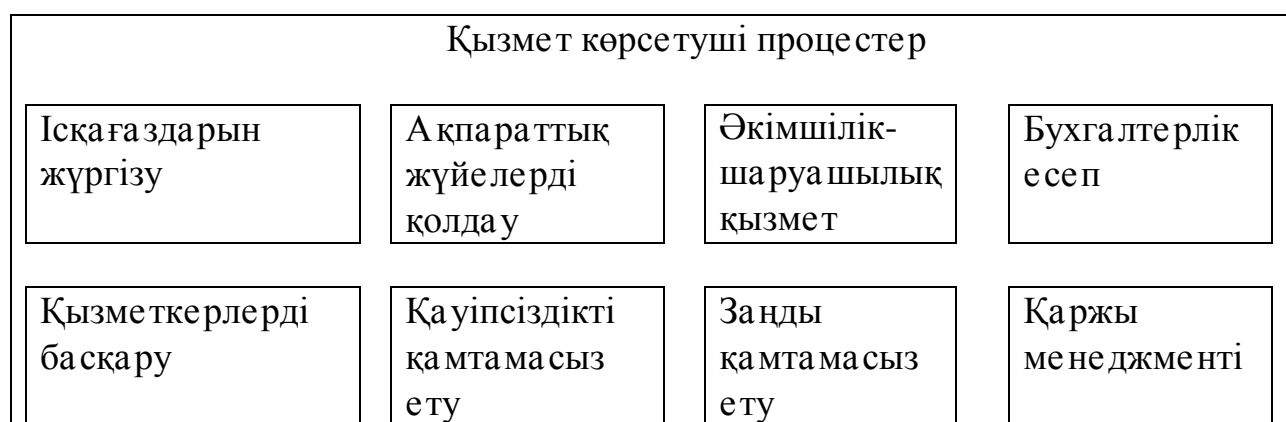 Қызмет көрсетуші процестер
Ісқағаздарын
жүргізу
Ақпараттық
жүйелерді
қолдау
Әкімшілік-
шаруашылық
қызмет
Бухгалтерлік
есеп
Қызметкерлерді
басқару
Қауіпсіздікті
қамтамасыз
ету
Заңды
қамтамасыз
ету
Қаржы
менеджменті